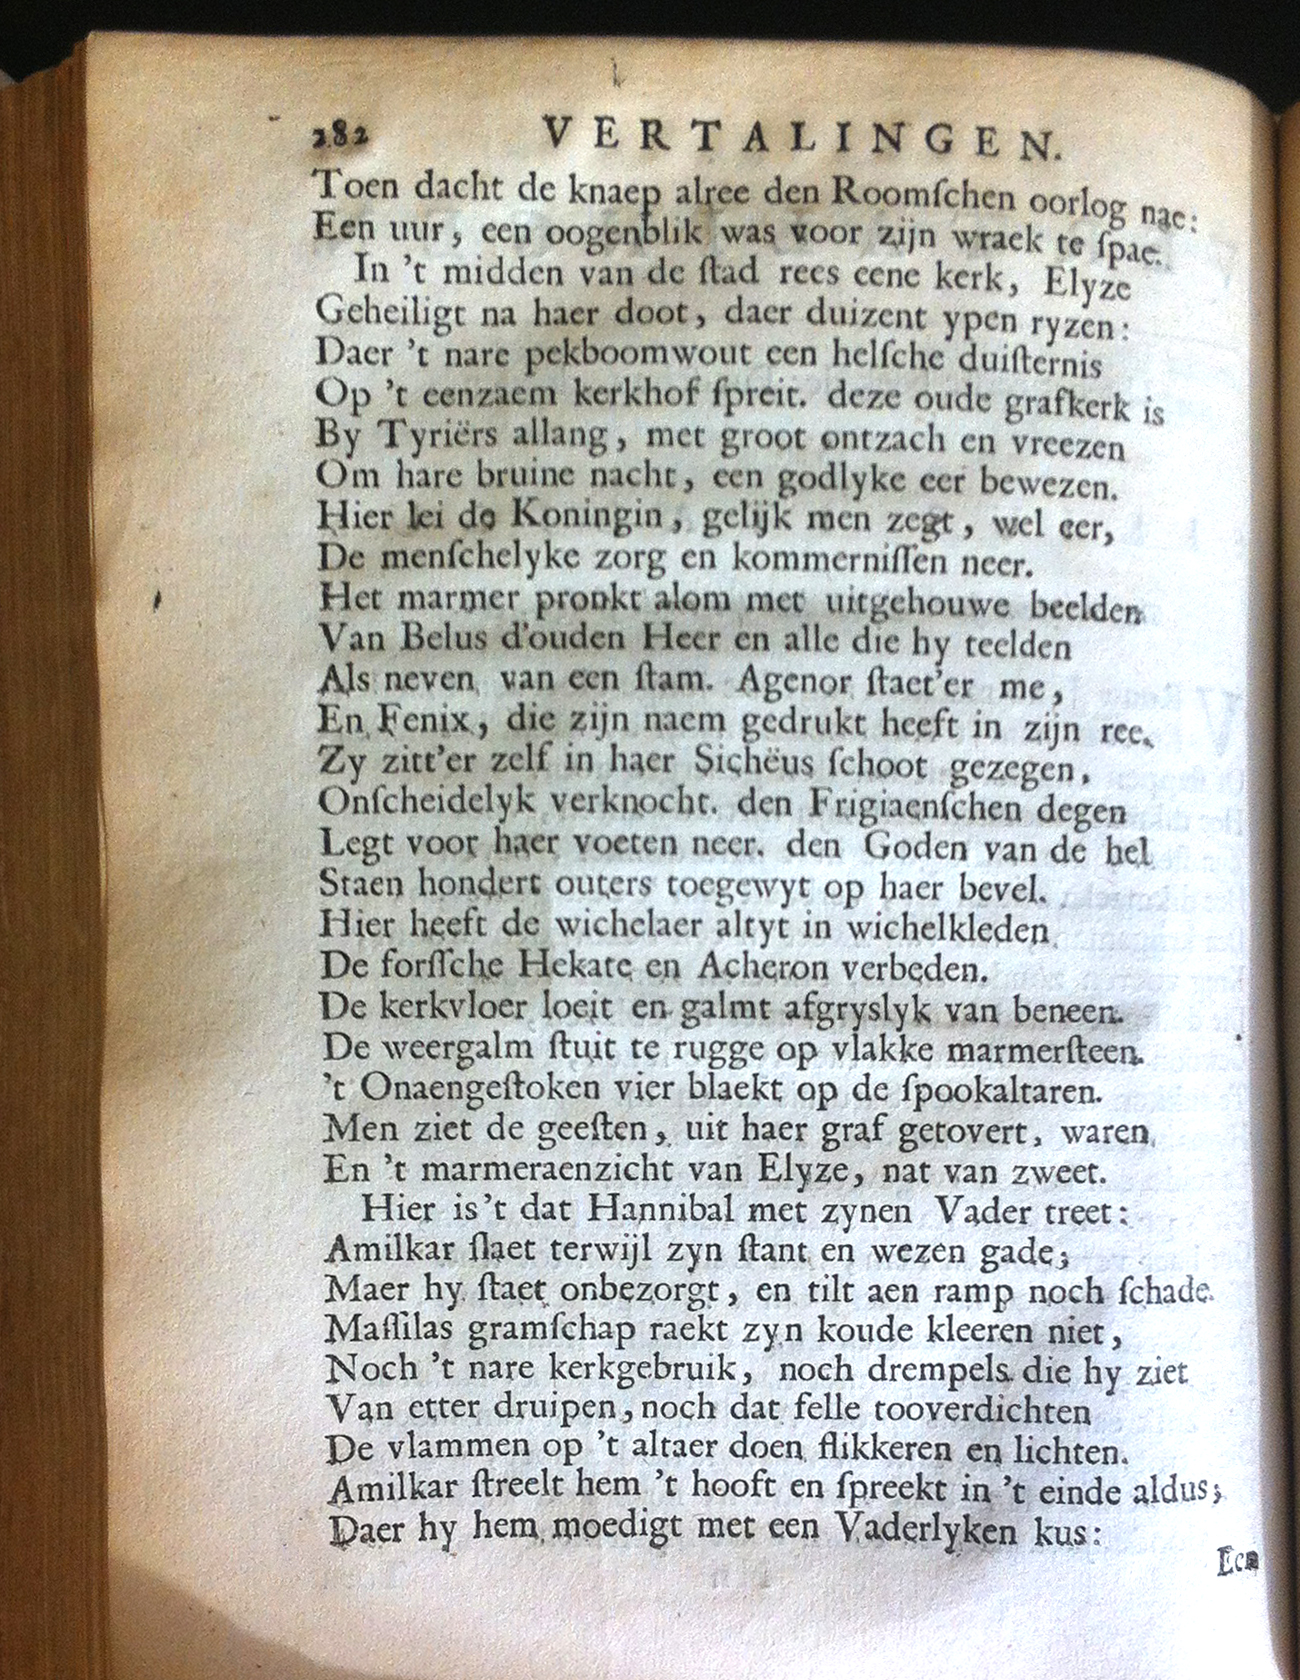 282 VERTALINGEN.
Toen dacht de knaep alree den Roomſchen oorlog nae:
Een uur, een oogenblik was voor zijn wraek te ſpae.
In 't midden van de ſtad rees eene kerk, Elyze
Geheiligt na haer doot, daer duizent ypen ryzen:
Daer 't nare pekboomwout een helſche duiſternis
Op 't eenzaem kerkhof ſpreit. deze oude grafkerk is
By Tyriërs allang, met groot ontzach en vreezen
Om hare bruine nacht, een godlyke eer bewezen.
Hier lei de Koningin, gelijk men zegt, wel eer,
De menſchelyke zorg en kommerniſſen neer.
Het marmer pronkt alom met uitgehouwe beelden
Van Belus d'ouden Heer en alle die hy teelden
Als neven van een ſtam. Agenor ſtaet'er me,
En Fenix, die zijn naem gedrukt heeft in zijn ree.
Zy zitt'er zelf in haer Sichëus ſchoot gezegen,
Onſcheidelyk verknocht. den Frigiaenſchen degen
Legt voor haer voeten neer. den Goden van de hel
Staen hondert outers toegewyt op haer bevel.
Hier heeft de wichelaer altyt in wichelkleden
De forſſche Hekate en Acheron verbeden.
De kerkvloer loeit en galmt afgryslyk van beneen.
De weergalm ſtuit te rugge op vlakke marmerſteen.
't Onaengeſtoken vier blaekt op de ſpookaltaren.
Men ziet de geeſten, uit haer graf getovert, waren,
En 't marmeraenzicht van Elyze, nat van zweet.
Hier is 't dat Hannibal met zynen Vader treet:
Amilkar ſlaet terwijl zyn ſtant en wezen gade;
Maer hy ſtaet onbezorgt, en tilt aen ramp noch ſchade.
Maſſilas gramſchap raekt zyn koude kleeren niet,
Noch 't nare kerkgebruik, noch drempels die hy ziet
Van etter druipen, noch dat felle tooverdichten
De vlammen op 't altaer doen flikkeren en lichten.
Amilkar ſtreelt hem 't hooft en ſpreekt in 't einde aldus;
Daer hy hem moedigt met een Vaderlyken kus:
Een